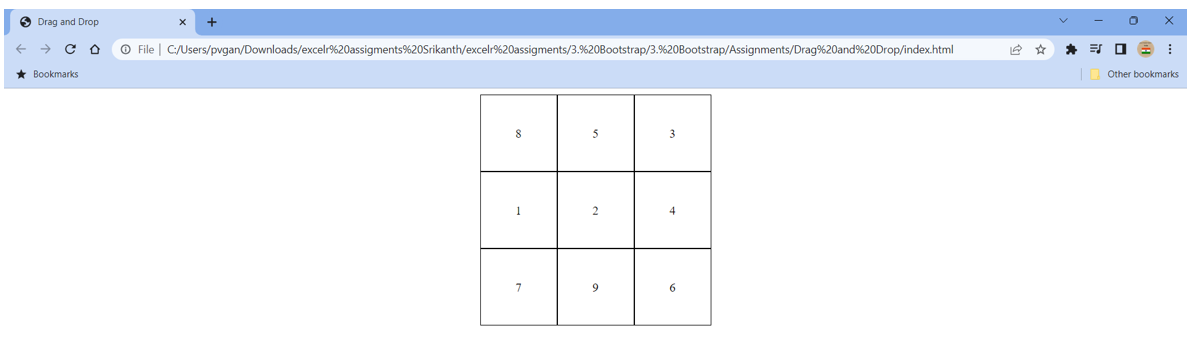 Drag and Drop
File | C:/Users/pvgan/Downloads/excelr%20assigments%20Srikanth/excelr%20assigments/3.%20Bootstrap/3.%20Bootstrap/Assignments/Drag%20and%20Drop/index.html
Bookmarks Other bookmarks
8 5 3
1 2 4
7 9 6